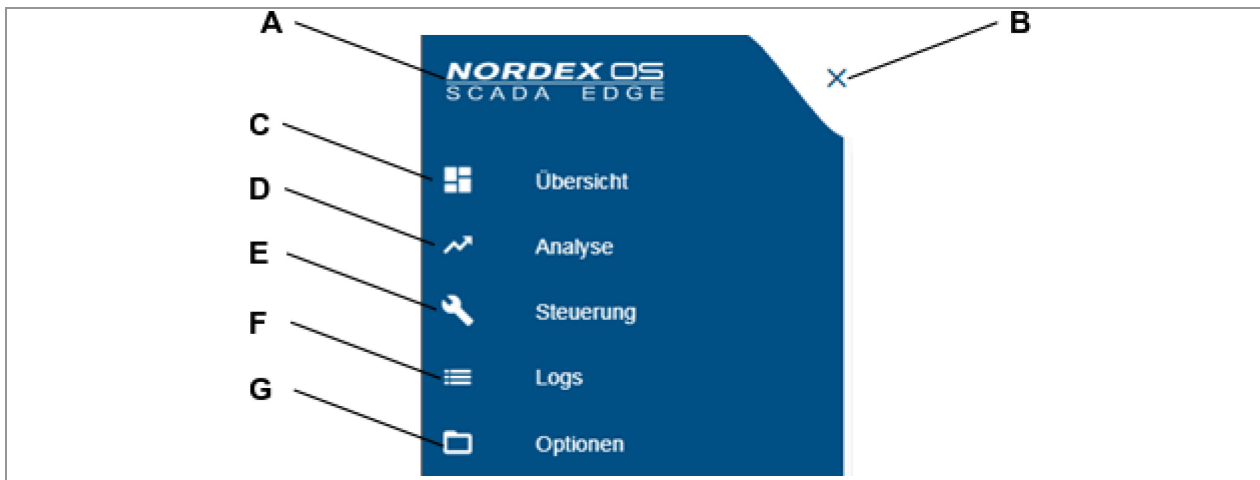 A
B
NORDEX OS
SCADA EDGE
C
Übersicht
D
Analyse
E
Steuerung
F
Logs
G
Optionen